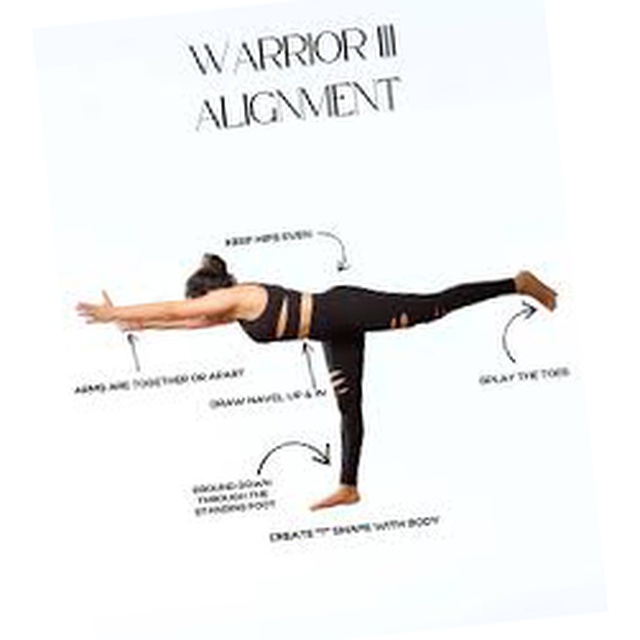 WARRIOR III
ALIGNMENT
KEEP HIPS EVEN
ARMS ARE TOGETHER OR APART
DRAW NAVEL UP & IN
SPLAY THE TOES
GROUND DOWN
THROUGH THE
STANDING FOOT
CREATE "T" SHAPE WITH BODY